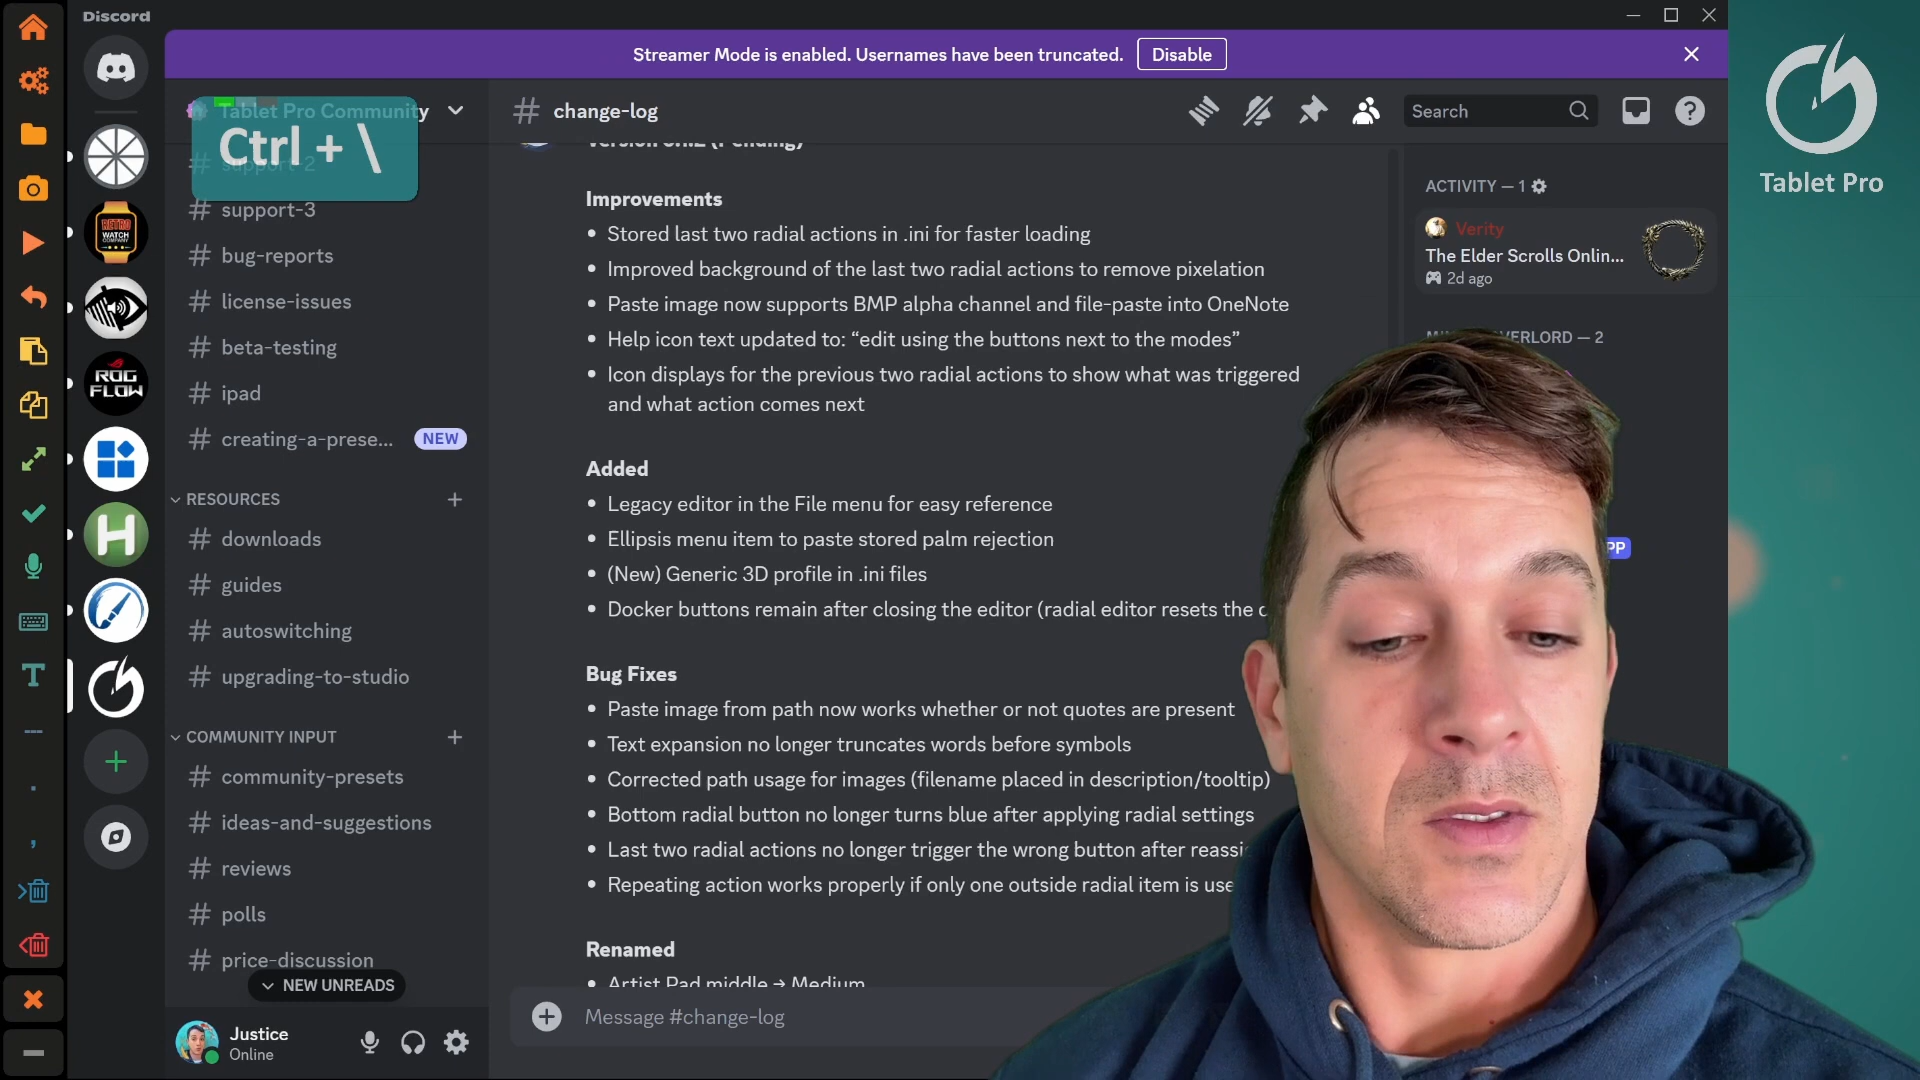 Discord
Streamer Mode is enabled. Usernames have been truncated.
Disable
Tablet Pro Community
Ctrl + \
support-2
support-3
bug-reports
license-issues
beta-testing
ipad
creating-a-prese...
NEW
RESOURCES
downloads
guides
autoswitching
upgrading-to-studio
COMMUNITY INPUT
community-presets
ideas-and-suggestions
reviews
polls
price-discussion
NEW UNREADS
Justice
Online
RETRO
WATCH
COMPANY
ROG
FLOW
H
T
# change-log
Search
(Pending)
Improvements
• Stored last two radial actions in .ini for faster loading
• Improved background of the last two radial actions to remove pixelation
• Paste image now supports BMP alpha channel and file-paste into OneNote
• Help icon text updated to: “edit using the buttons next to the modes”
• Icon displays for the previous two radial actions to show what was triggered
and what action comes next
Added
• Legacy editor in the File menu for easy reference
• Ellipsis menu item to paste stored palm rejection
• (New) Generic 3D profile in .ini files
• Docker buttons remain after closing the editor (radial editor resets the
Bug Fixes
• Paste image from path now works whether or not quotes are present
• Text expansion no longer truncates words before symbols
• Corrected path usage for images (filename placed in description/tooltip)
• Bottom radial button no longer turns blue after applying radial settings
• Last two radial actions no longer trigger the wrong button after
• Repeating action works properly if only one outside radial item is
Renamed
• Artist Pad middle → Medium
Message #change-log
ACTIVITY — 1
Verity
The Elder Scrolls Onlin...
2d ago
— 2
Tablet Pro